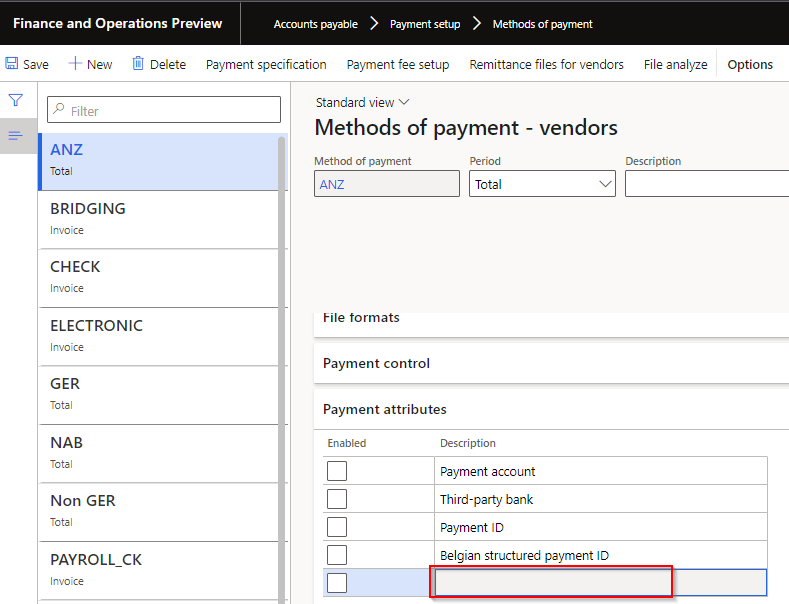 Finance and Operations Preview
Accounts payable > Payment setup > Methods of payment
Save New Delete Payment specification Payment fee setup Remittance files for vendors File analyze Options
Filter
ANZ
Total
BRIDGING
Invoice
CHECK
Invoice
ELECTRONIC
Invoice
GER
Total
NAB
Total
Non GER
Total
PAYROLL_CK
Invoice
Standard view
Methods of payment - vendors
Method of payment Period Description
ANZ Total
File formats
Payment control
Payment attributes
Enabled Description
Payment account
Third-party bank
Payment ID
Belgian structured payment ID